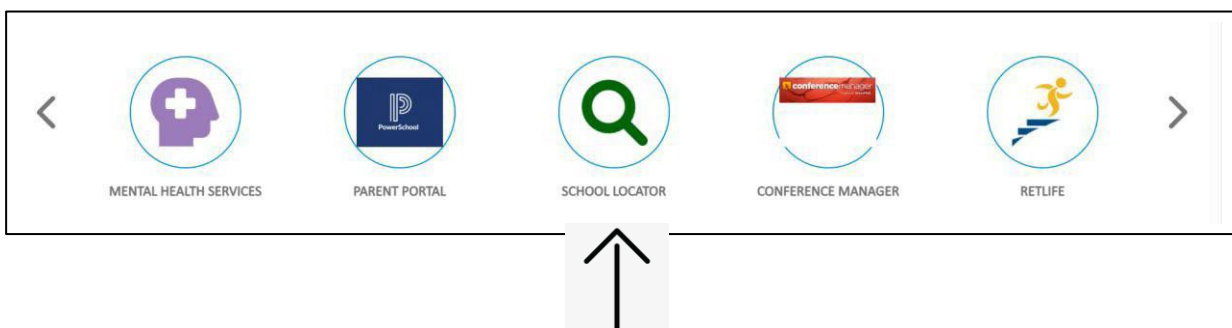 PowerSchool
conferencemanager
MENTAL HEALTH SERVICES
PARENT PORTAL
SCHOOL LOCATOR
CONFERENCE MANAGER
RETLIFE